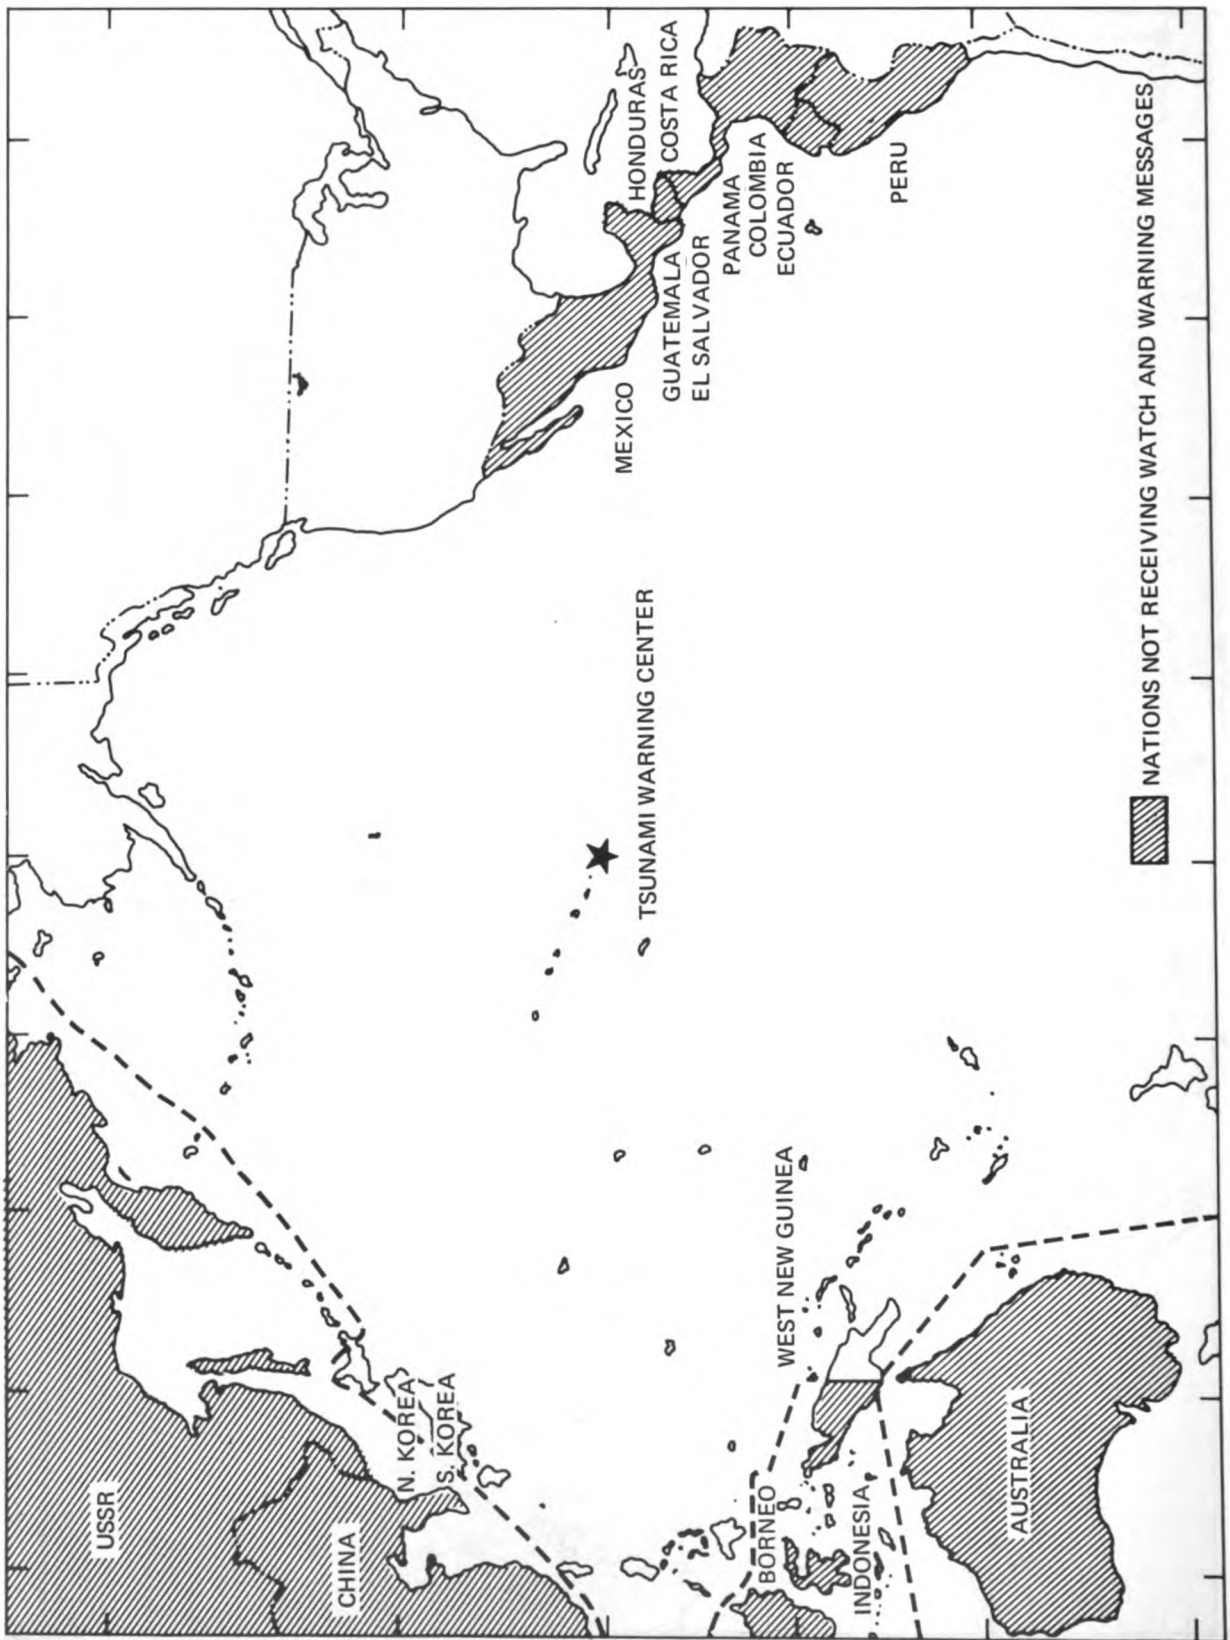 USSR
CHINA
N. KOREA
S. KOREA
BORNEO
INDONESIA
WEST NEW GUINEA
AUSTRALIA
TSUNAMI WARNING CENTER
MEXICO
GUATEMALA
EL SALVADOR
HONDURAS
COSTA RICA
PANAMA
COLOMBIA
ECUADOR
PERU
NATIONS NOT RECEIVING WATCH AND WARNING MESSAGES